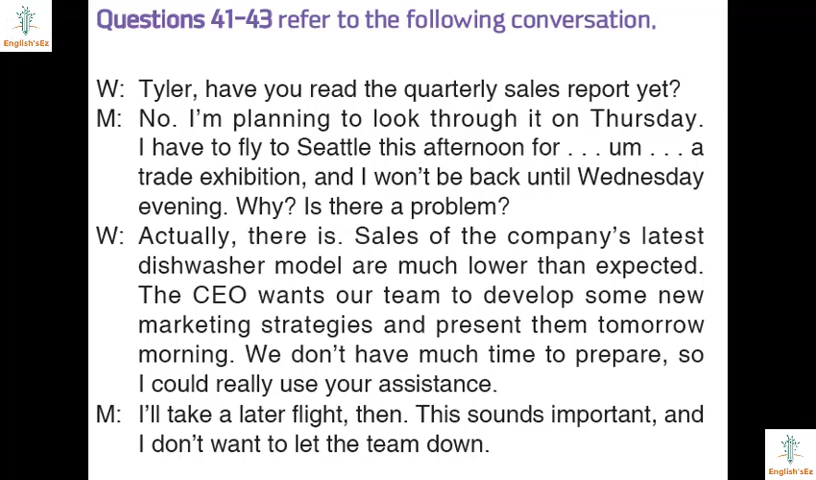 English'sEz
Questions 41–43 refer to the following conversation.
W: Tyler, have you read the quarterly sales report yet?
M: No. I'm planning to look through it on Thursday.
I have to fly to Seattle this afternoon for . . . um . . . a
trade exhibition, and I won't be back until Wednesday
evening. Why? Is there a problem?
W: Actually, there is. Sales of the company's latest
dishwasher model are much lower than expected.
The CEO wants our team to develop some new
marketing strategies and present them tomorrow
morning. We don't have much time to prepare, so
I could really use your assistance.
M: I'll take a later flight, then. This sounds important, and
I don't want to let the team down.
English'sEz